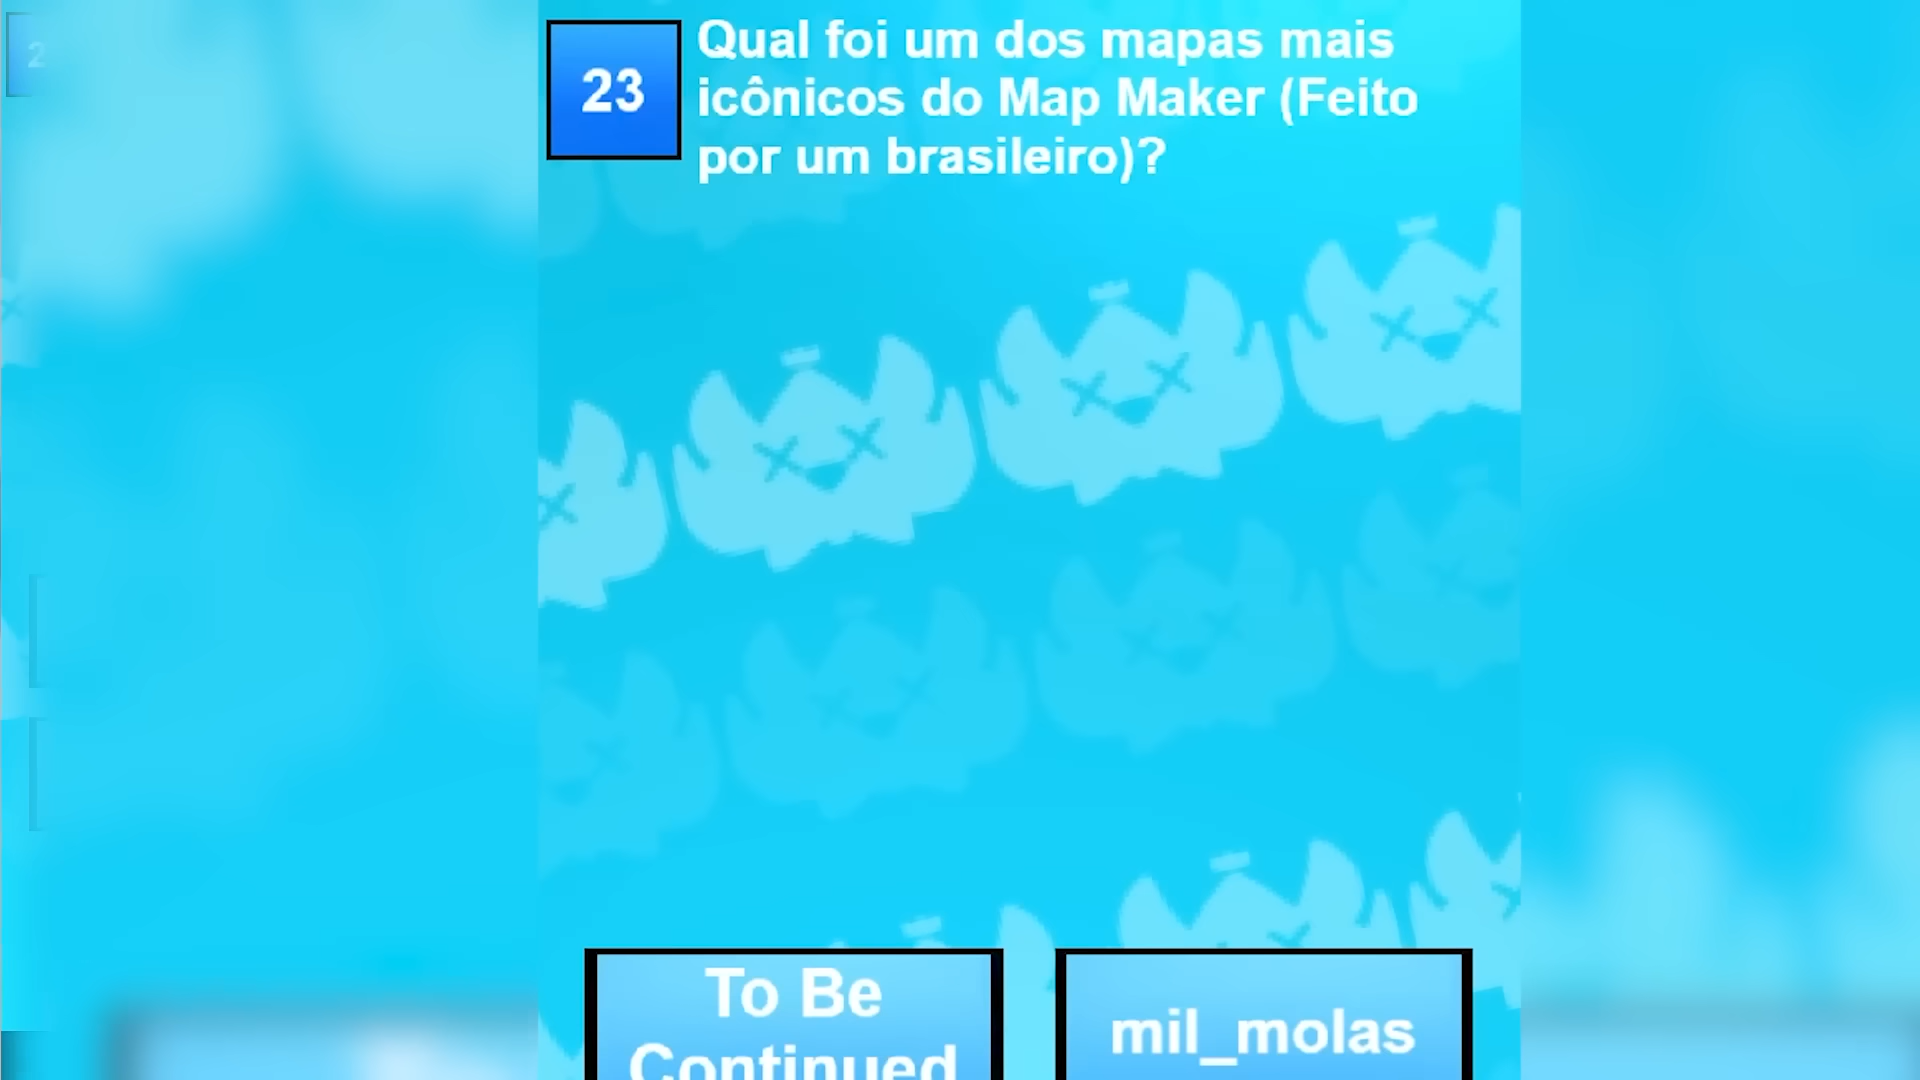 23
Qual foi um dos mapas mais
icônicos do Map Maker (Feito
por um brasileiro)?
To Be
Continued
mil_molas